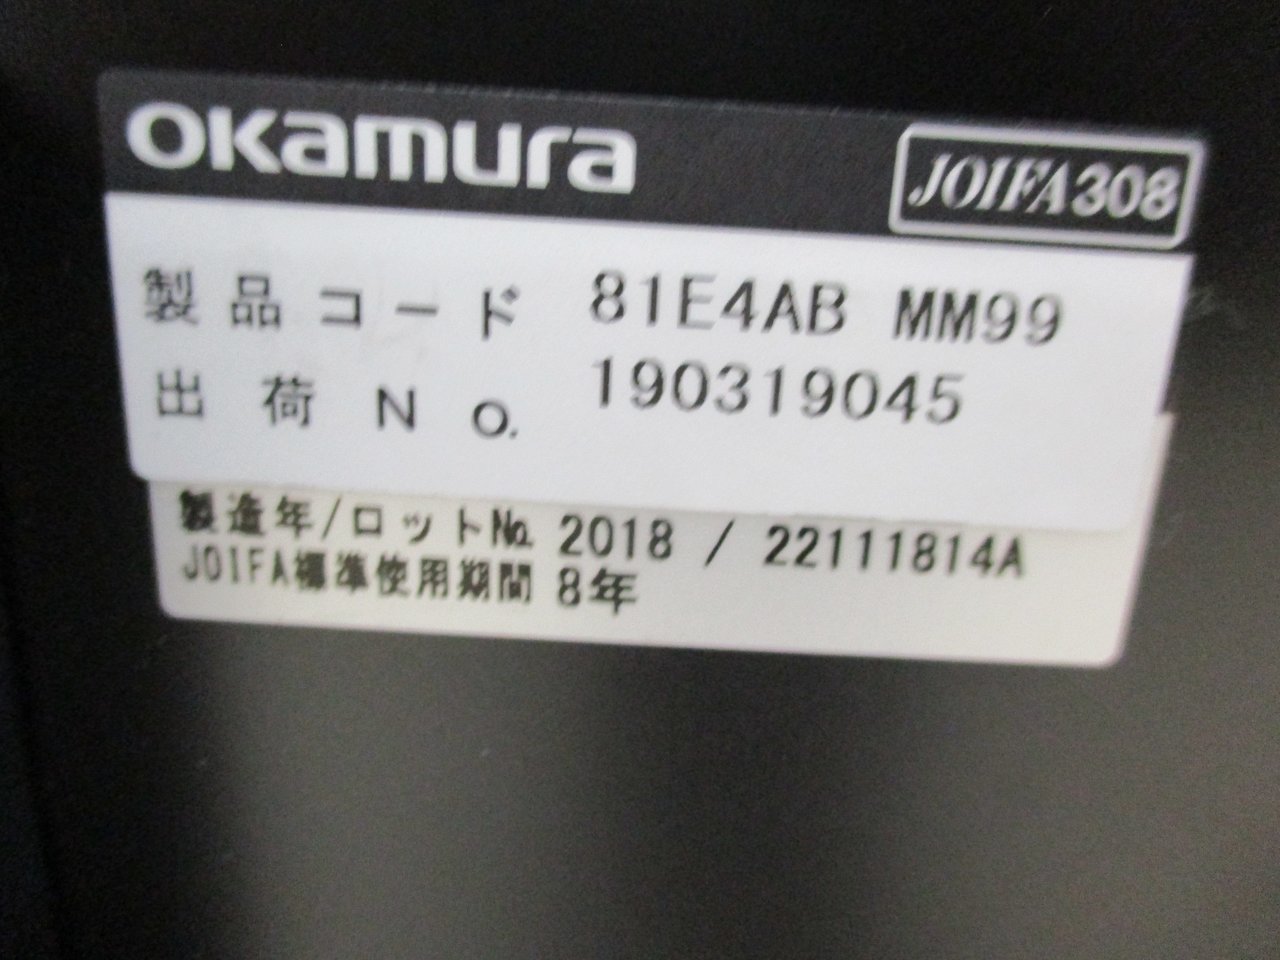 okamura
JOIFA308
製品コード 81E4AB MM99
出荷No. 190319045
製造年/ロットNo. 2018 / 22111814A
JOIFA標準使用期間 8年